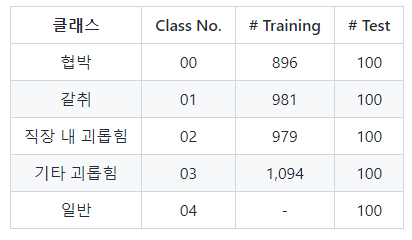 클래스 Class No. # Training # Test
협박 00 896 100
갈취 01 981 100
직장 내 괴롭힘 02 979 100
기타 괴롭힘 03 1,094 100
일반 04 - 100